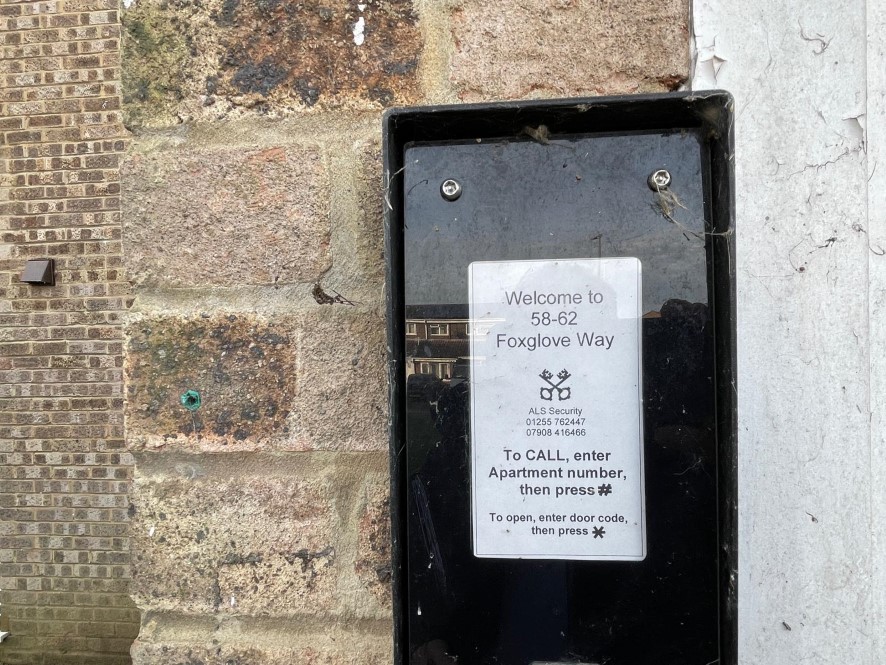 Welcome to
58-62
Foxglove Way
ALS Security
01255 762447
07908 416466
To CALL, enter
Apartment number,
then press #
To open, enter door code,
then press *